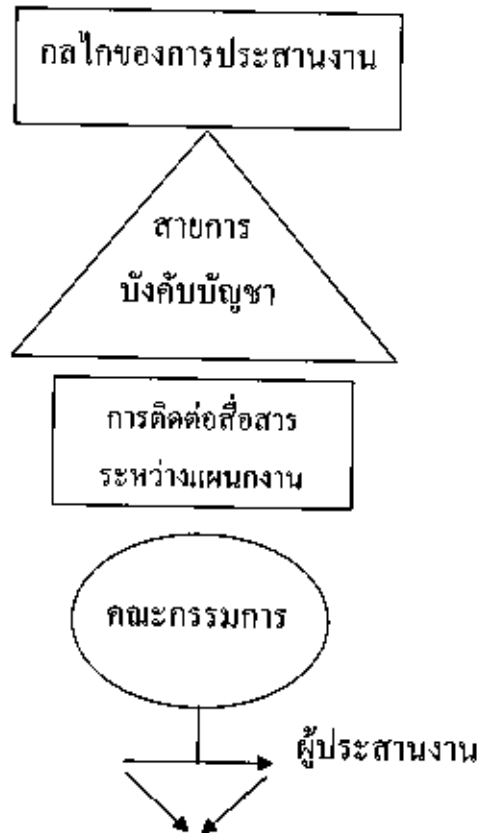 กลไกของการประสานงาน
สายการ
บังคับบัญชา
การติดต่อสื่อสาร
ระหว่างแผนกงาน
คณะกรรมการ
ผู้ประสานงาน